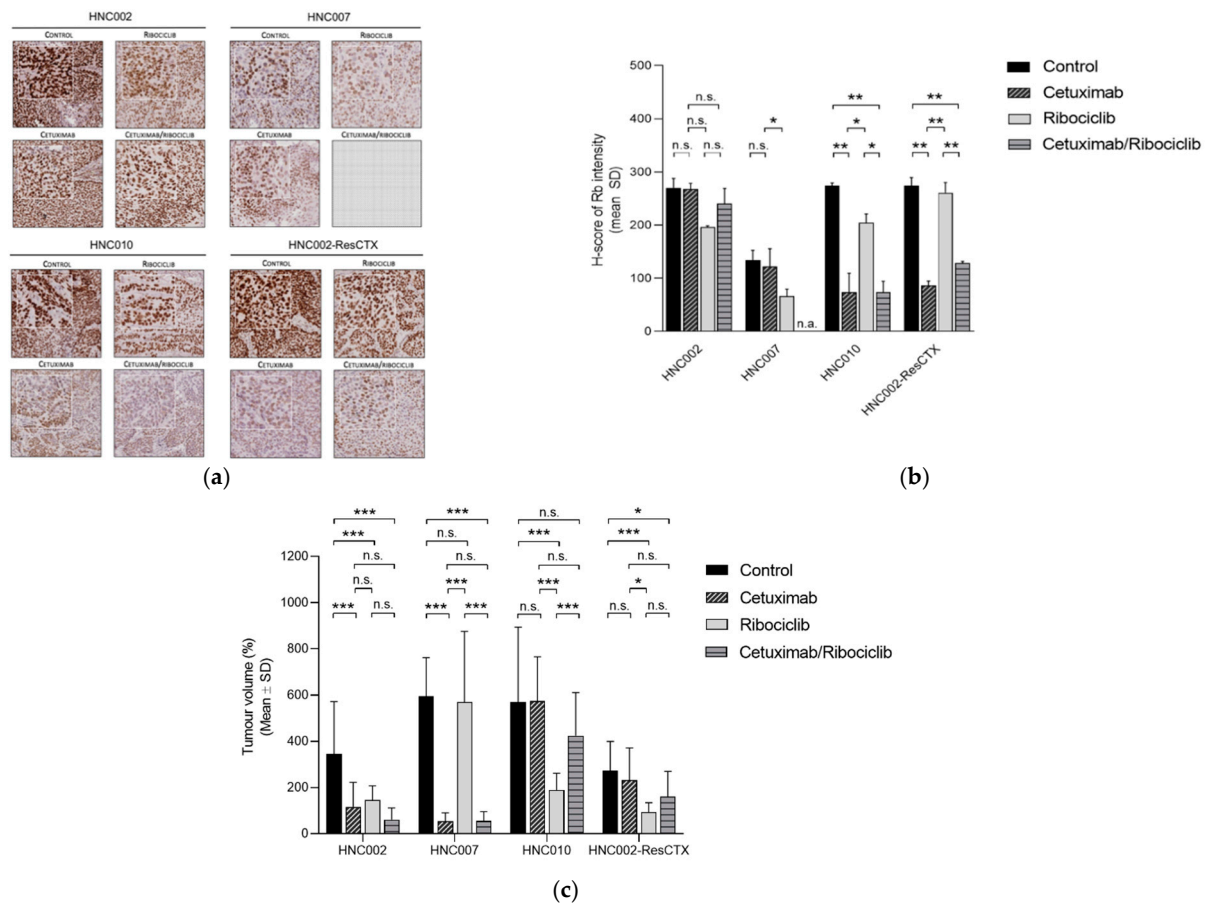 HNC002
HNC007
CONTROL
RIBOCICLIB
CONTROL
RIBOCICLIB
CETUXIMAB
CETUXIMAB/RIBOCICLIB
CETUXIMAB
CETUXIMAB/RIBOCICLIB
HNC010
HNC002-ResCTX
CONTROL
RIBOCICLIB
CONTROL
RIBOCICLIB
CETUXIMAB
CETUXIMAB/RIBOCICLIB
CETUXIMAB
CETUXIMAB/RIBOCICLIB
(a)
H-score of Rb intensity
(mean SD)
500
400
300
200
100
0
n.s.
n.s.
n.s. n.s.
*
n.s.
**
*
** *
**
**
** **
n.a.
HNC002
HNC007
HNC010
HNC002-ResCTX
Control
Cetuximab
Ribociclib
Cetuximab/Ribociclib
(b)
Tumour volume (%)
(Mean ± SD)
1200
1000
800
600
400
200
0
***
***
n.s.
n.s.
*** n.s.
***
n.s.
n.s.
***
*** ***
n.s.
***
n.s.
***
n.s. ***
*
***
n.s.
*
n.s. n.s.
HNC002
HNC007
HNC010
HNC002-ResCTX
Control
Cetuximab
Ribociclib
Cetuximab/Ribociclib
(c)